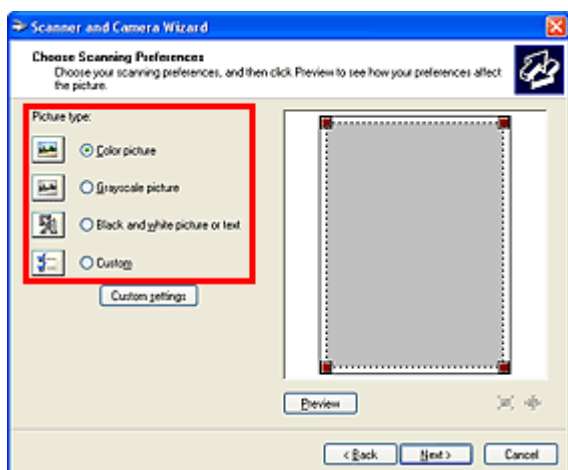 Scanner and Camera Wizard
Choose Scanning Preferences
Choose your scanning preferences, and then click Preview to see how your preferences affect
the picture.
Picture type:
Color picture
Grayscale picture
Black and white picture or text
Custom
Custom settings
Preview
< Back
Next >
Cancel